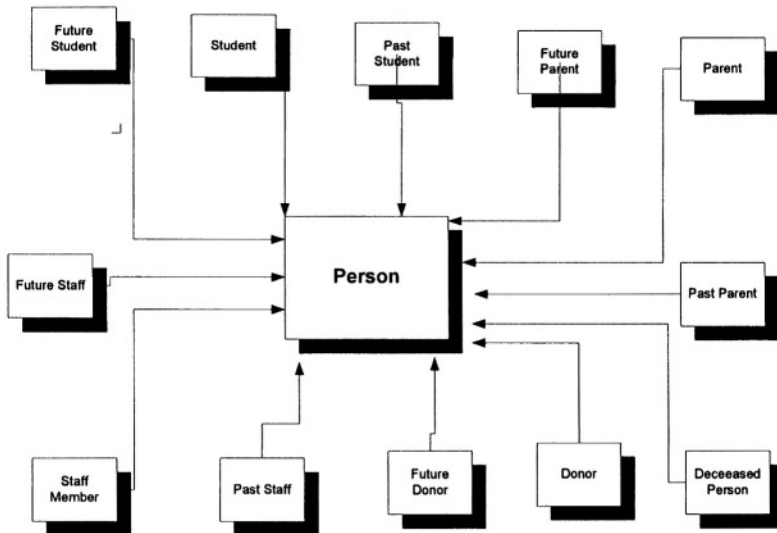 Future
Student
Student
Past
Student
Future
Parent
Parent
Person
Future Staff
Past Parent
Staff
Member
Past Staff
Future
Donor
Donor
Deceeased
Person